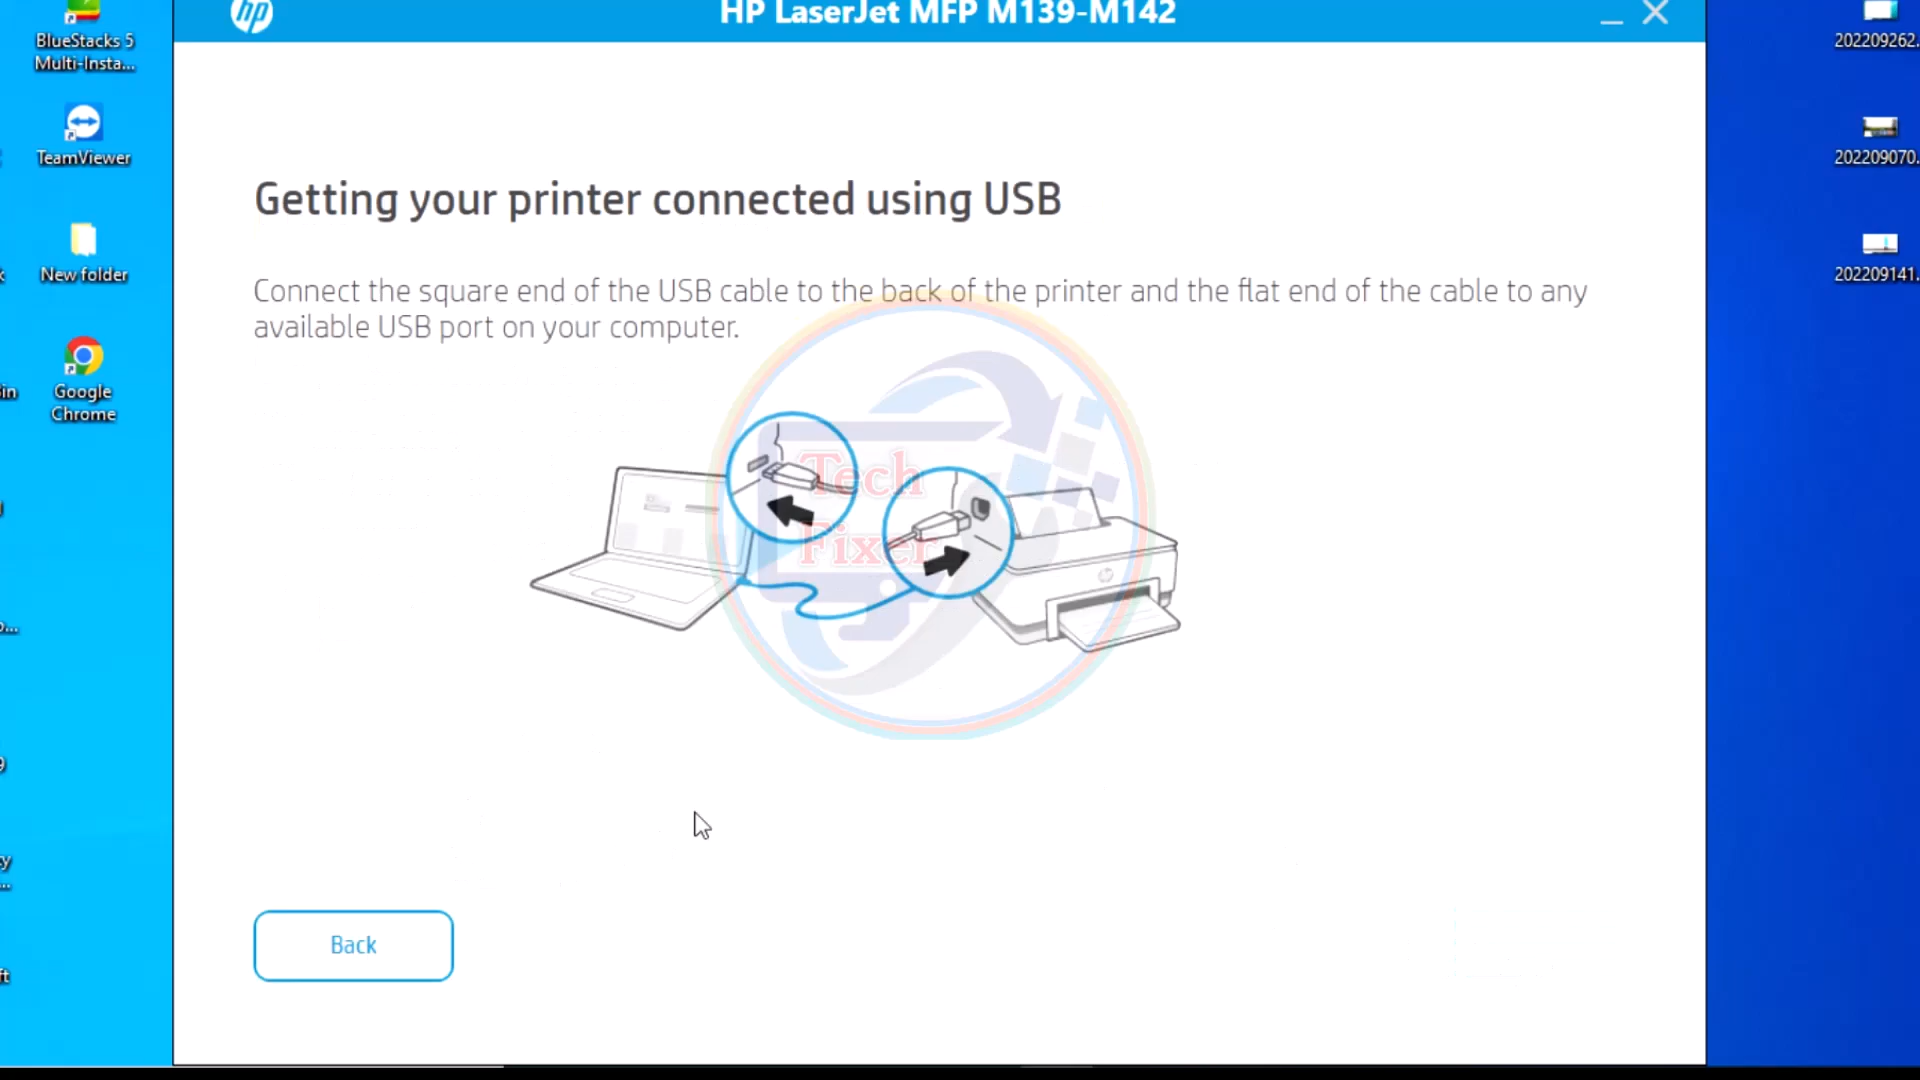 hp
HP LaserJet MFP M139-M142
BlueStacks 5
Multi-Insta...
TeamViewer
New folder
Google
Chrome
202209262.
202209070.
202209141.
Getting your printer connected using USB
Connect the square end of the USB cable to the back of the printer and the flat end of the cable to any
available USB port on your computer.
Tech
Fixer
Back